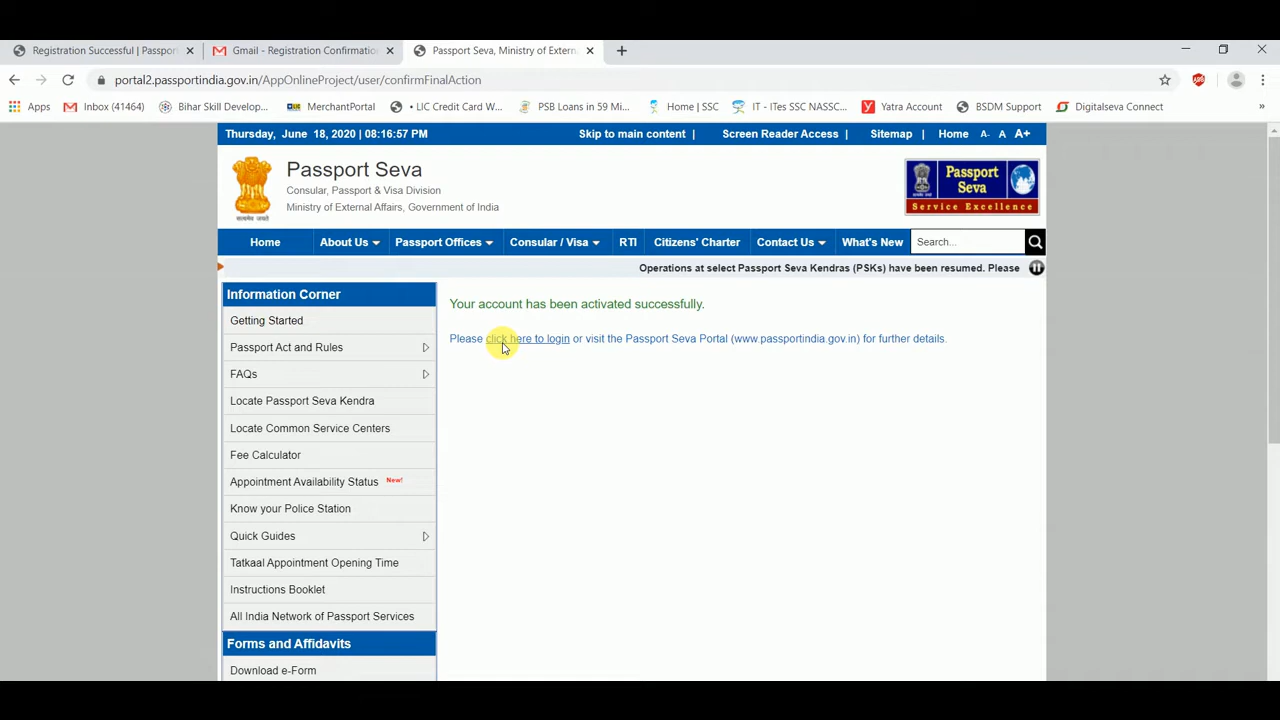 Registration Successful | Passpor
Gmail - Registration Confirmation
Passport Seva, Ministry of Extern
portal2.passportindia.gov.in/AppOnlineProject/user/confirmFinalAction
Apps
Inbox (41464)
Bihar Skill Develop...
MerchantPortal
• LIC Credit Card W...
PSB Loans in 59 Mi...
Home | SSC
IT - ITes SSC NASSC...
Yatra Account
BSDM Support
Digitalseva Connect
»
Thursday, June 18, 2020 | 08:16:57 PM
Skip to main content |
Screen Reader Access |
Sitemap |
Home
A-
A
A+
Passport Seva
Consular, Passport & Visa Division
Ministry of External Affairs, Government of India
Passport
Seva
Service Excellence
Home
About Us
Passport Offices
Consular / Visa
RTI
Citizens' Charter
Contact Us
What's New
Search...
Operations at select Passport Seva Kendras (PSKs) have been resumed. Please
Information Corner
Getting Started
Passport Act and Rules
FAQs
Locate Passport Seva Kendra
Locate Common Service Centers
Fee Calculator
Appointment Availability Status New!
Know your Police Station
Quick Guides
Tatkaal Appointment Opening Time
Instructions Booklet
All India Network of Passport Services
Forms and Affidavits
Download e-Form
Your account has been activated successfully.
Please click here to login or visit the Passport Seva Portal (www.passportindia.gov.in) for further details.